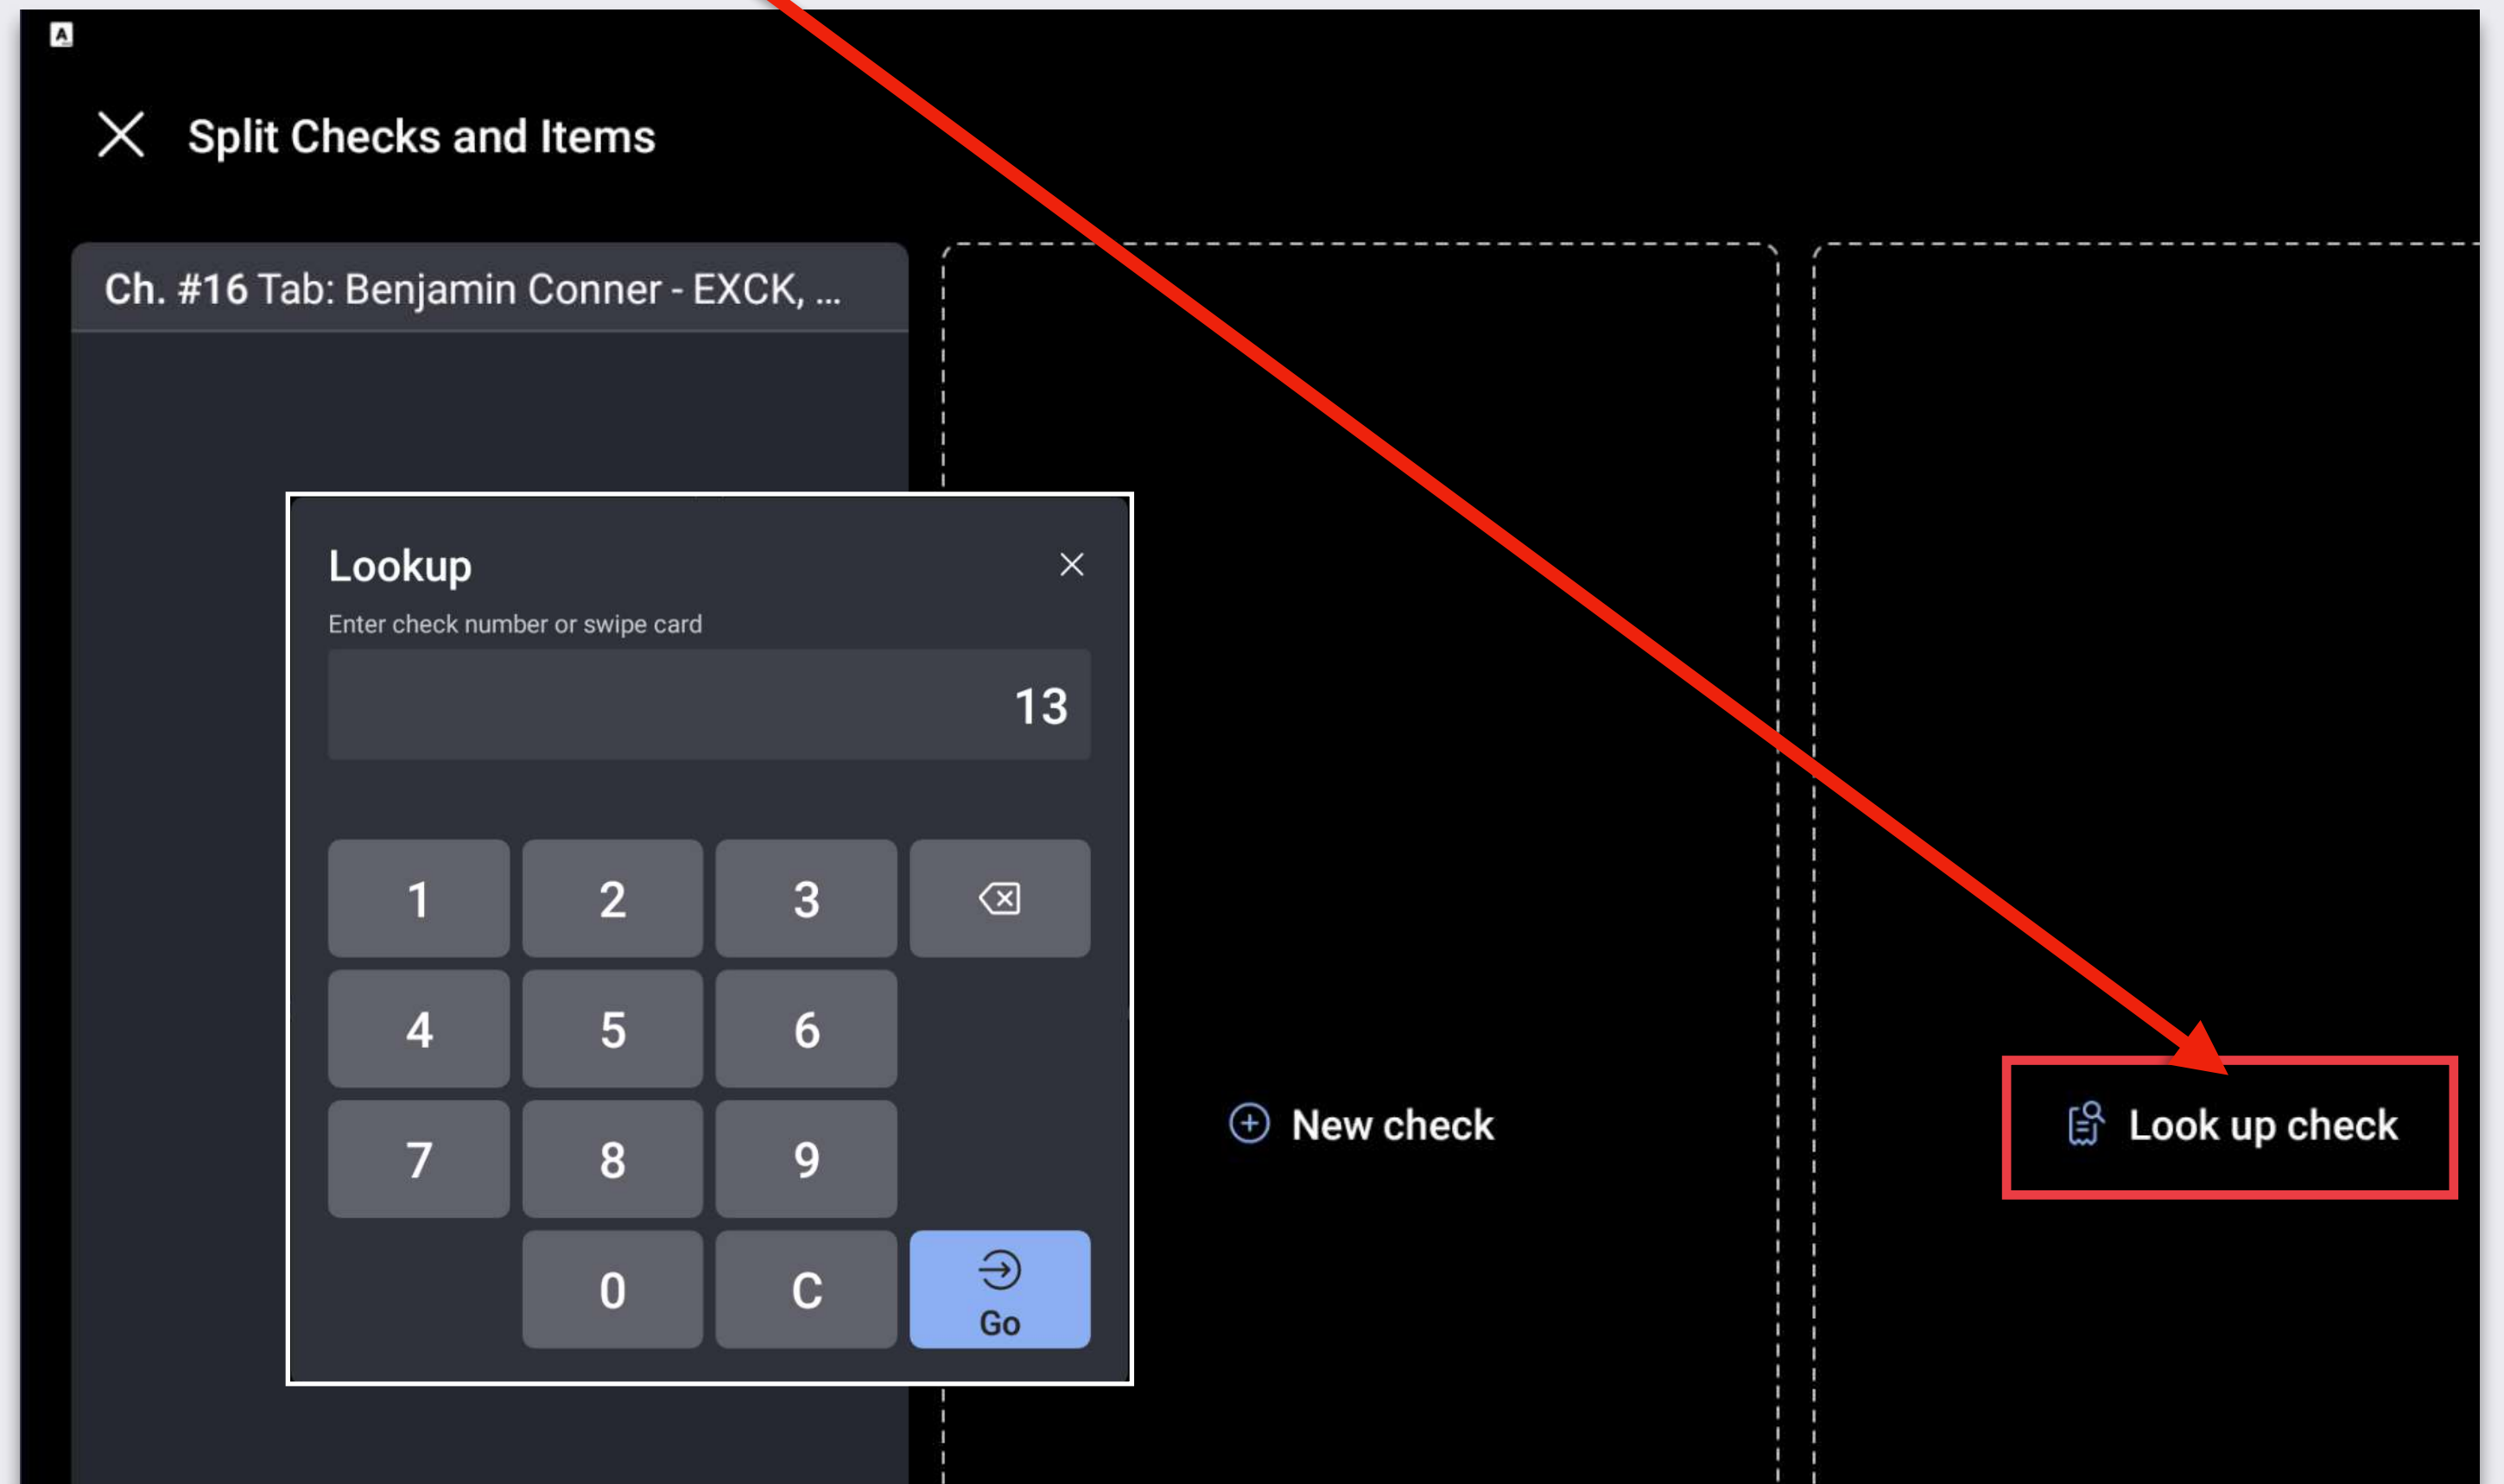 A
Split Checks and Items
Ch. #16 Tab: Benjamin Conner - EXCK, ...
Lookup
Enter check number or swipe card
13
1 2 3
4 5 6
7 8 9
0 C Go
New check
Look up check